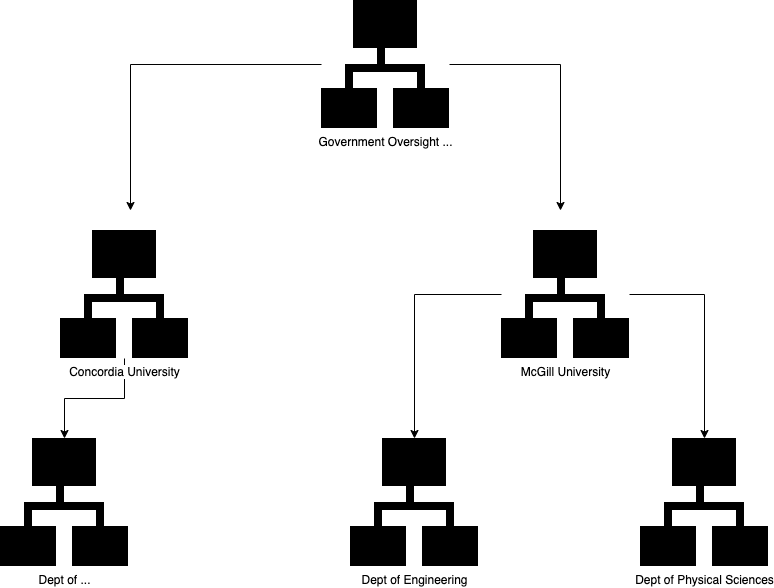 Government Oversight ...
Concordia University
McGill University
Dept of ...
Dept of Engineering
Dept of Physical Sciences